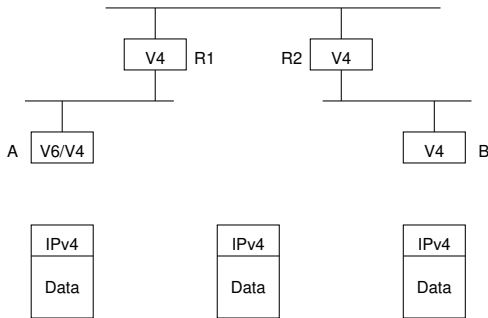 V4 R1 R2 V4
A V6/V4 V4 B
IPv4 IPv4 IPv4
Data Data Data